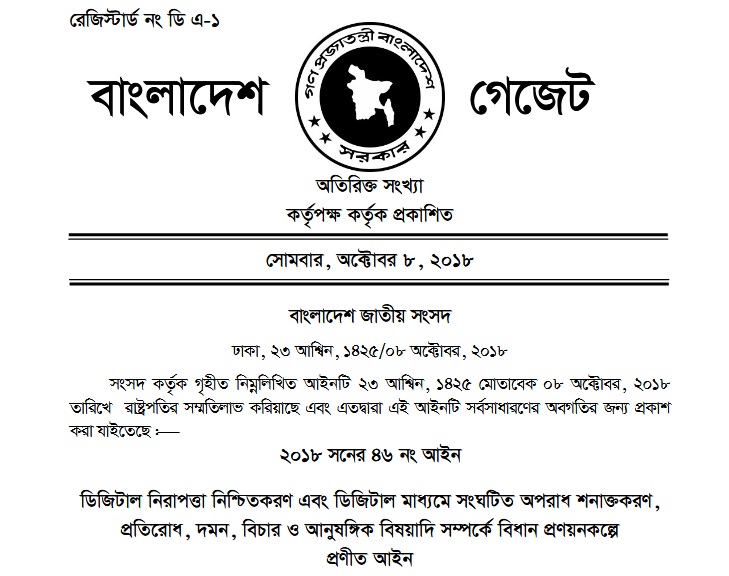 রেজিস্টার্ড নং ডি এ-১
বাংলাদেশ গেজেট
গণ প্রজাতন্ত্রী বাংলাদেশ
সরকার
অতিরিক্ত সংখ্যা
কর্তৃপক্ষ কর্তৃক প্রকাশিত
সোমবার, অক্টোবর ৮, ২০১৮
বাংলাদেশ জাতীয় সংসদ
ঢাকা, ২৩ আশ্বিন, ১৪২৫/০৮ অক্টোবর, ২০১৮
সংসদ কর্তৃক গৃহীত নিম্নলিখিত আইনটি ২৩ আশ্বিন, ১৪২৫ মোতাবেক ০৮ অক্টোবর, ২০১৮
তারিখে রাষ্ট্রপতির সম্মতিলাভ করিয়াছে এবং এতদ্বারা এই আইনটি সর্বসাধারণের অবগতির জন্য প্রকাশ
করা যাইতেছে :—
২০১৮ সনের ৪৬ নং আইন
ডিজিটাল নিরাপত্তা নিশ্চিতকরণ এবং ডিজিটাল মাধ্যমে সংঘটিত অপরাধ শনাক্তকরণ,
প্রতিরোধ, দমন, বিচার ও আনুষঙ্গিক বিষয়াদি সম্পর্কে বিধান প্রণয়নকল্পে
প্রণীত আইন